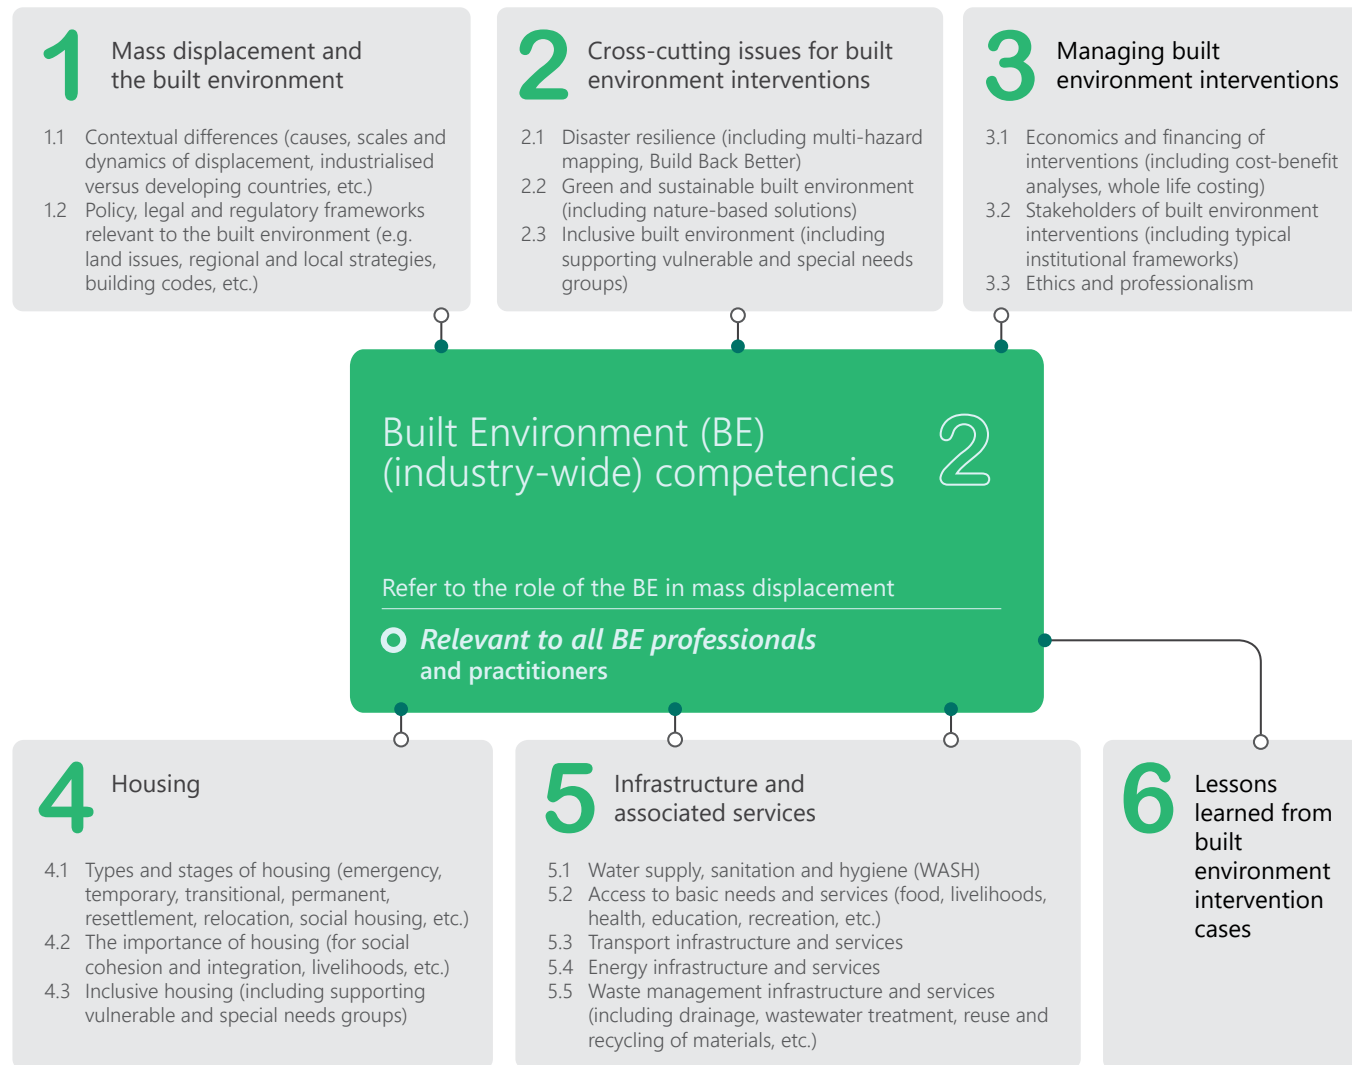 1
Mass displacement and
the built environment
1.1 Contextual differences (causes, scales and
dynamics of displacement, industrialised
versus developing countries, etc.)
1.2 Policy, legal and regulatory frameworks
relevant to the built environment (e.g.
land issues, regional and local strategies,
building codes, etc.)
2
Cross-cutting issues for built
environment interventions
2.1 Disaster resilience (including multi-hazard
mapping, Build Back Better)
2.2 Green and sustainable built environment
(including nature-based solutions)
2.3 Inclusive built environment (including
supporting vulnerable and special needs
groups)
3
Managing built
environment interventions
3.1 Economics and financing of
interventions (including cost-benefit
analyses, whole life costing)
3.2 Stakeholders of built environment
interventions (including typical
institutional frameworks)
3.3 Ethics and professionalism
Built Environment (BE)
(industry-wide) competencies
2
Refer to the role of the BE in mass displacement
Relevant to all BE professionals
and practitioners
4
Housing
4.1 Types and stages of housing (emergency,
temporary, transitional, permanent,
resettlement, relocation, social housing, etc.)
4.2 The importance of housing (for social
cohesion and integration, livelihoods, etc.)
4.3 Inclusive housing (including supporting
vulnerable and special needs groups)
5
Infrastructure and
associated services
5.1 Water supply, sanitation and hygiene (WASH)
5.2 Access to basic needs and services (food, livelihoods,
health, education, recreation, etc.)
5.3 Transport infrastructure and services
5.4 Energy infrastructure and services
5.5 Waste management infrastructure and services
(including drainage, wastewater treatment, reuse and
recycling of materials, etc.)
6
Lessons
learned from
built
environment
intervention
cases